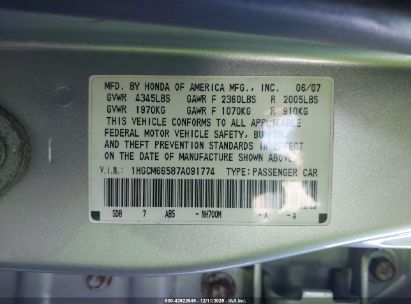 MFD. BY HONDA OF AMERICA MFG., INC. 06/07
GVWR 4345LBS GAWR F 2360LBS R 2005LBS
GVWR 1970KG GAWR F 1070KG R 910KG
THIS VEHICLE CONFORMS TO ALL APPLICABLE
FEDERAL MOTOR VEHICLE SAFETY, BUMPER,
AND THEFT PREVENTION STANDARDS IN EFFECT
ON THE DATE OF MANUFACTURE SHOWN ABOVE.
V.I.N.: 1HGCM66587A091774 TYPE: PASSENGER CAR
SDB 7 AB5 - NH700M - A - A